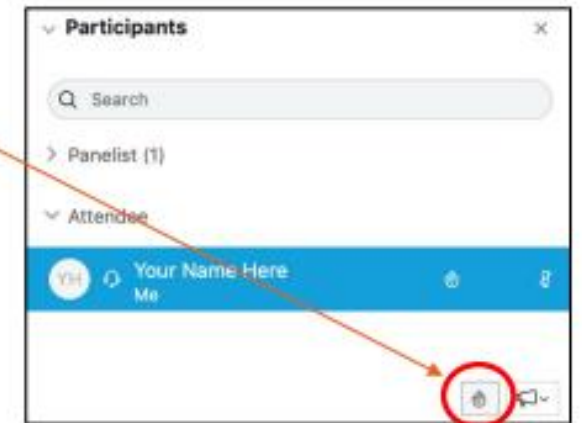 Participants
Search
Panelist (1)
Attendee
YH
Your Name Here
Me